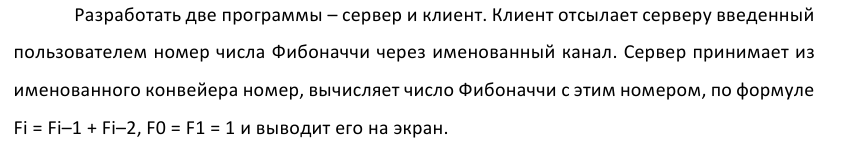 Разработать две программы – сервер и клиент. Клиент отсылает серверу введенный
пользователем номер числа Фибоначчи через именованный канал. Сервер принимает из
именованного конвейера номер, вычисляет число Фибоначчи с этим номером, по формуле
Fi = Fi–1 + Fi–2, F0 = F1 = 1 и выводит его на экран.